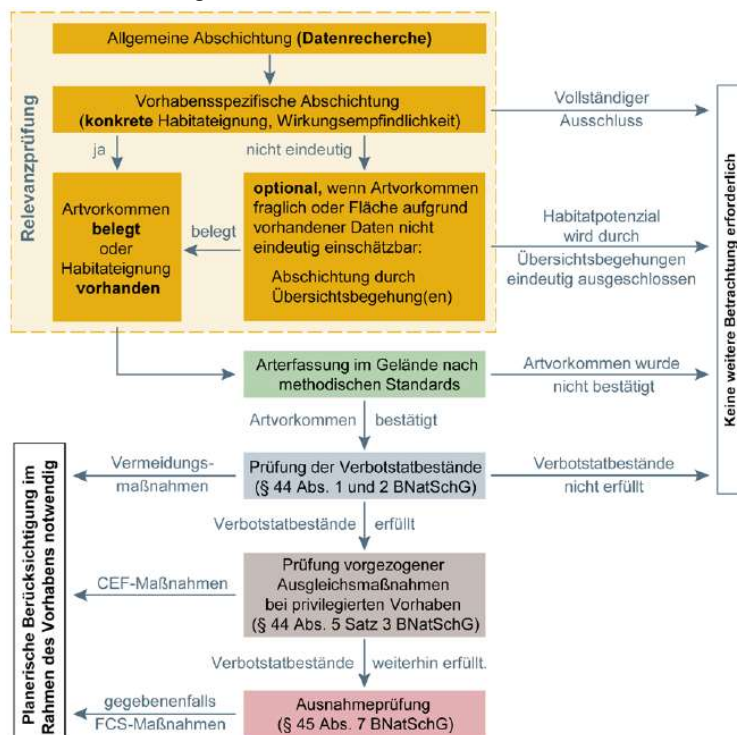 Relevanzprüfung
Allgemeine Abschichtung (Datenrecherche)
Vorhabensspezifische Abschichtung
(konkrete Habitateignung, Wirkungsempfindlichkeit)
Vollständiger
Ausschluss
ja
nicht eindeutig
Artvorkommen
belegt
oder
Habitateignung
vorhanden
belegt
optional, wenn Artvorkommen
fraglich oder Fläche aufgrund
vorhandener Daten nicht
eindeutig einschätzbar:
Abschichtung durch
Übersichtsbegehung(en)
Habitatpotenzial
wird durch
Übersichtsbegehungen
eindeutig ausgeschlossen
Keine weitere Betrachtung erforderlich
Arterfassung im Gelände nach
methodischen Standards
Artvorkommen wurde
nicht bestätigt
Artvorkommen bestätigt
Planerische Berücksichtigung im
Rahmen des Vorhabens notwendig
Vermeidungs-
maßnahmen
Prüfung der Verbotstatbestände
(§ 44 Abs. 1 und 2 BNatSchG)
Verbotstatbestände
nicht erfüllt
Verbotstatbestände erfüllt
CEF-Maßnahmen
Prüfung vorgezogener
Ausgleichsmaßnahmen
bei privilegierten Vorhaben
(§ 44 Abs. 5 Satz 3 BNatSchG)
Verbotstatbestände weiterhin erfüllt.
gegebenenfalls
FCS-Maßnahmen
Ausnahmeprüfung
(§ 45 Abs. 7 BNatSchG)